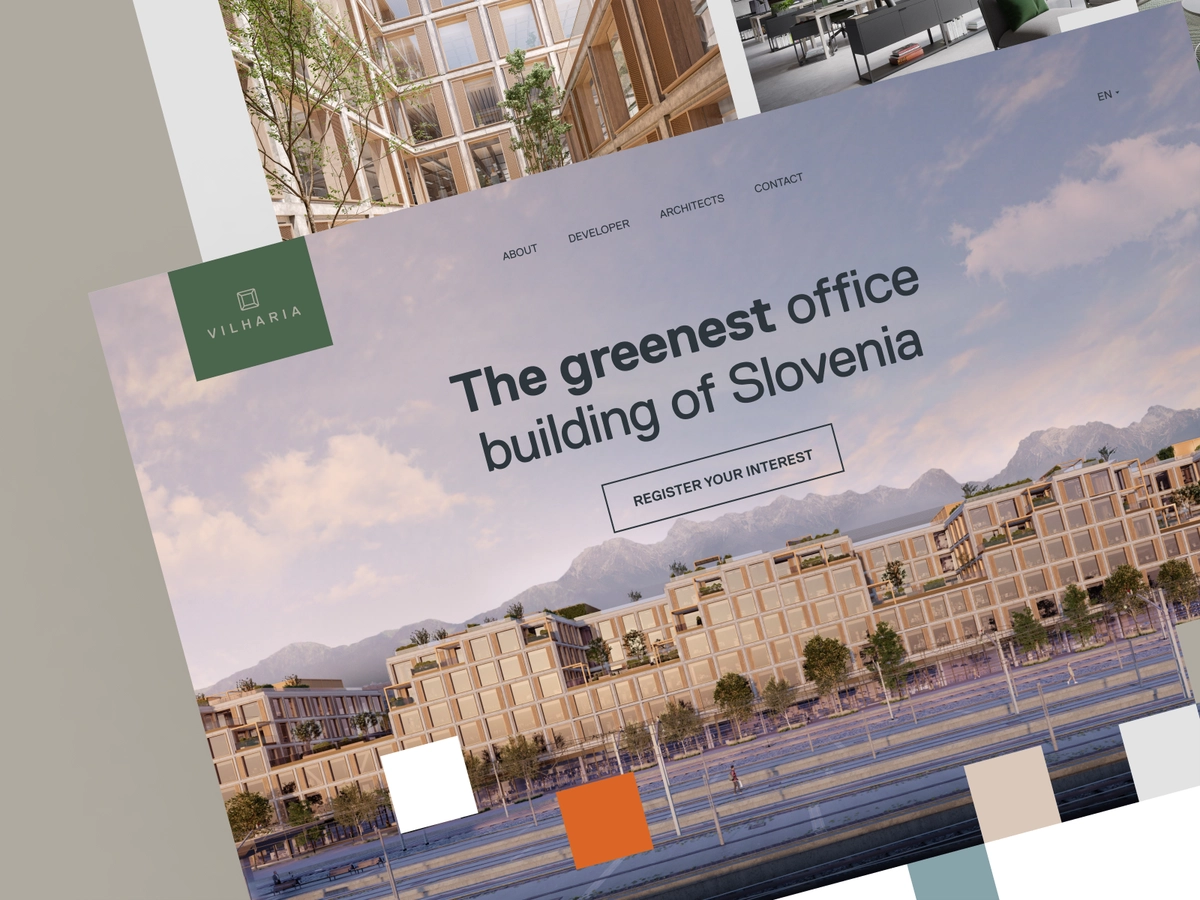 EN
ABOUT DEVELOPER ARCHITECTS CONTACT
VILHARIA
The greenest office
building of Slovenia
REGISTER YOUR INTEREST